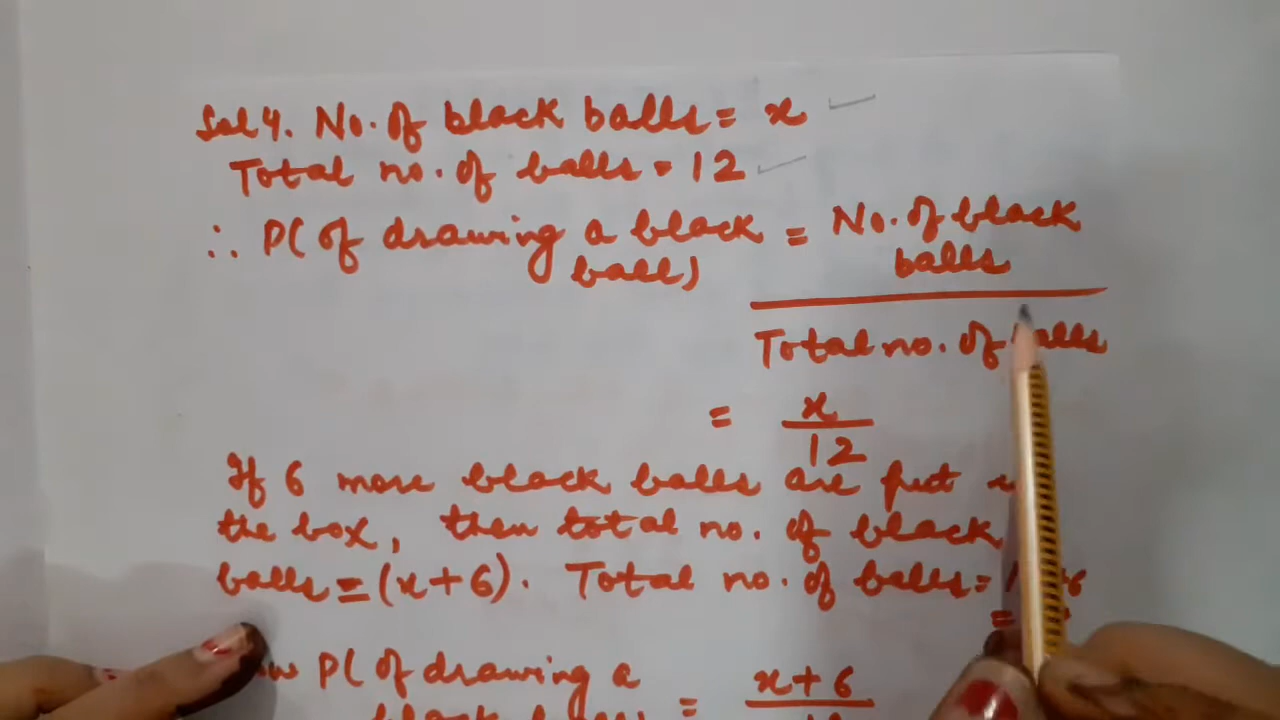 Sol 4. No. of black balls = x
Total no. of balls = 12
∴ P( of drawing a black ball) = No. of black balls
Total no. of balls
= x
12
If 6 more black balls are put
the box, then total no. of black
balls = (x+6). Total no. of balls =
=
P( of drawing a = x+6